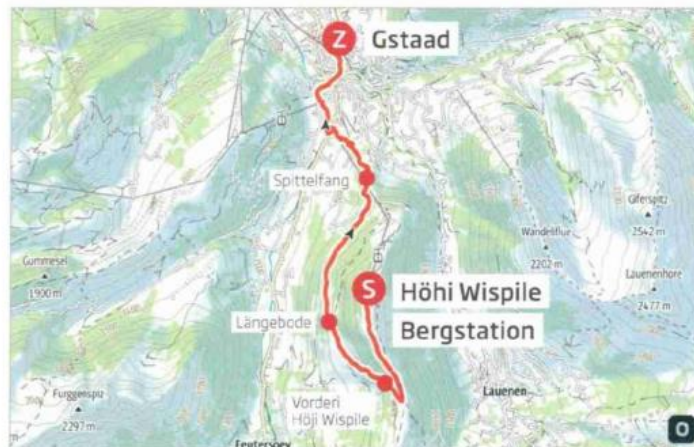 Z
Gstaad
Spittelfang
Gifferspitz
2542 m
Wandeliflue
2202 m
Gummesel
1900 m
S
Höhi Wispile
Bergstation
Lauenenhore
2477 m
Längebode
Vorderi
Höji Wispile
Lauenen
Furggenspiz
2297 m
O